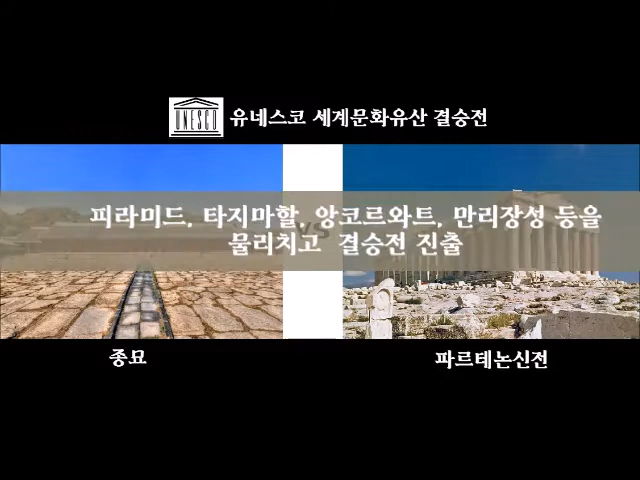 UNESCO
유네스코 세계문화유산 결승전
VS
피라미드, 타지마할, 앙코르와트, 만리장성 등을
물리치고 결승전 진출
종묘
파르테논신전